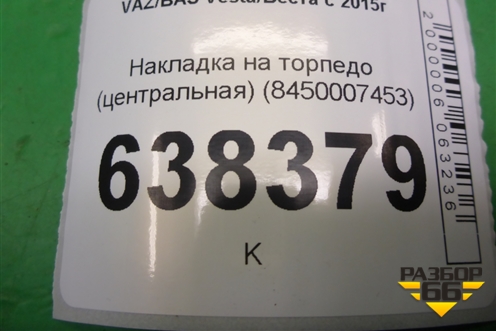 VAZ/ВАЗ Vesta/Веста с 2015г
Накладка на торпедо
(центральная) (8450007453)
638379
К
2000006063236
РАЗБОР
66